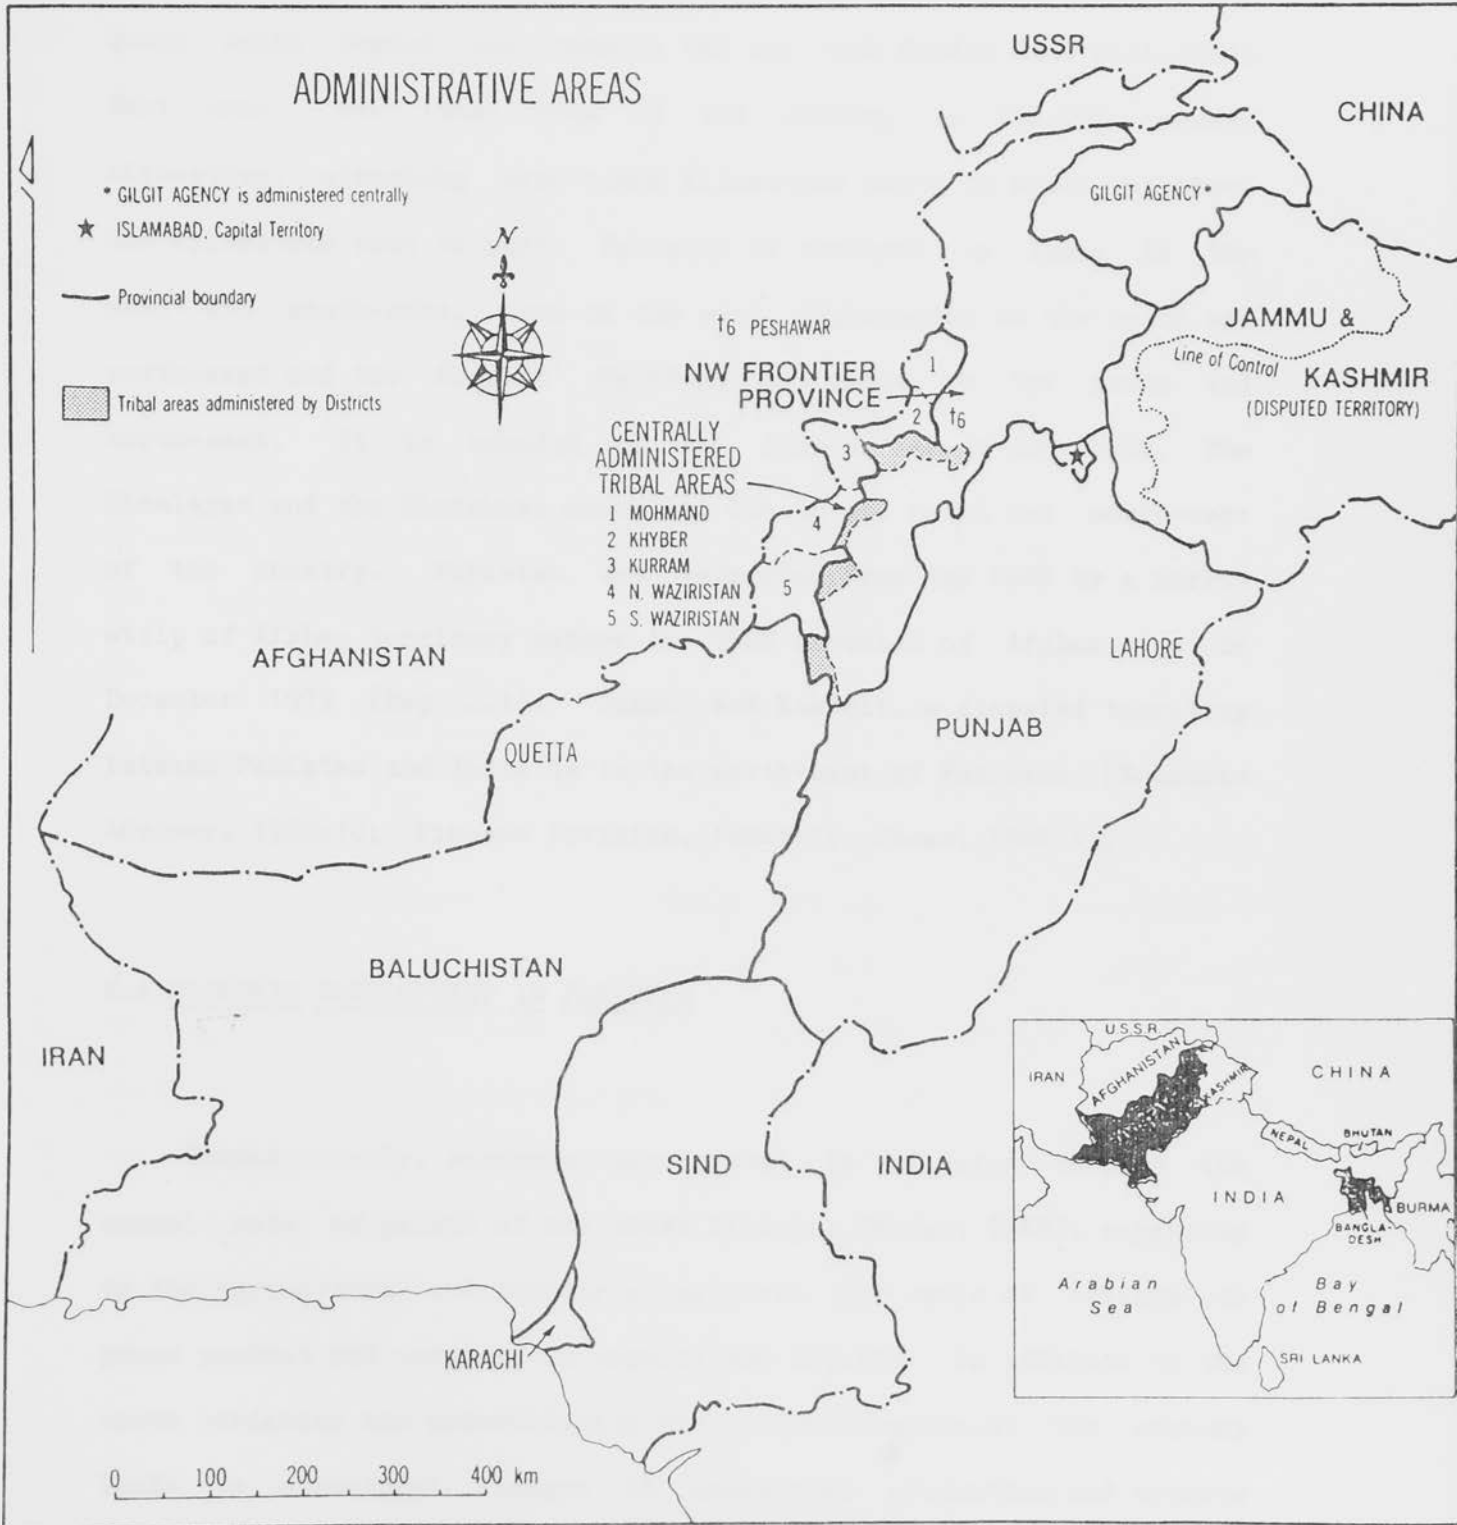 ADMINISTRATIVE AREAS
* GILGIT AGENCY is administered centrally
★ ISLAMABAD, Capital Territory
Provincial boundary
Tribal areas administered by Districts
N
USSR
CHINA
GILGIT AGENCY*
†6 PESHAWAR
NW FRONTIER
PROVINCE
1
2
†6
3
4
5
CENTRALLY
ADMINISTERED
TRIBAL AREAS
1 MOHMAND
2 KHYBER
3 KURRAM
4 N. WAZIRISTAN
5 S. WAZIRISTAN
JAMMU &
Line of Control
KASHMIR
(DISPUTED TERRITORY)
AFGHANISTAN
LAHORE
QUETTA
PUNJAB
BALUCHISTAN
IRAN
SIND
INDIA
KARACHI
0 100 200 300 400 km
U.S.S.R.
IRAN
AFGHANISTAN
KASHMIR
CHINA
NEPAL
BHUTAN
INDIA
BURMA
BANGLA-
DESH
Arabian
Sea
Bay
of Bengal
SRI LANKA